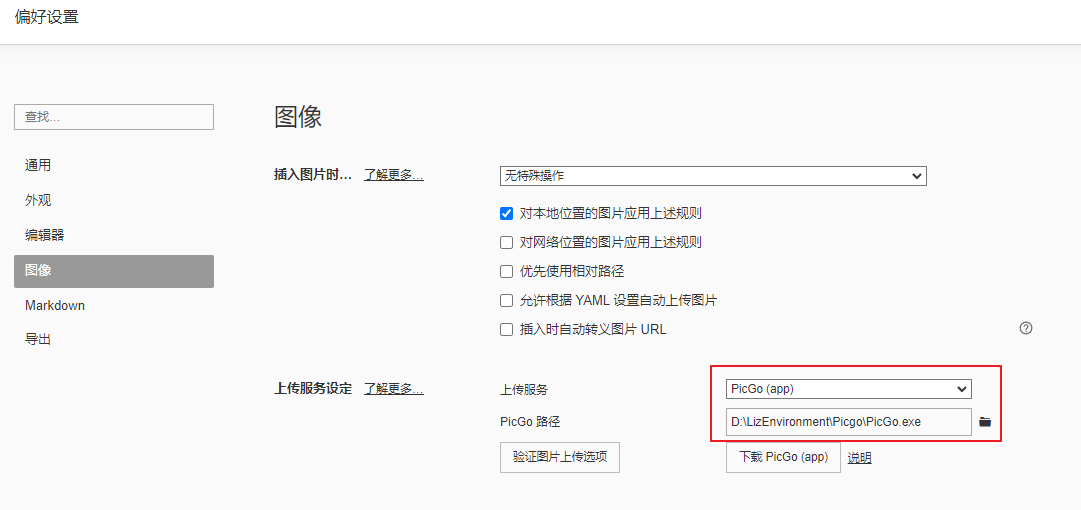 偏好设置
查找...
通用
外观
编辑器
图像
Markdown
导出
图像
插入图片时... 了解更多... 无特殊操作
对本地位置的图片应用上述规则
对网络位置的图片应用上述规则
优先使用相对路径
允许根据 YAML 设置自动上传图片
插入时自动转义图片 URL
上传服务设定 了解更多... 上传服务 PicGo (app)
PicGo 路径 D:\LizEnvironment\Picgo\PicGo.exe
验证图片上传选项 下载 PicGo (app) 说明